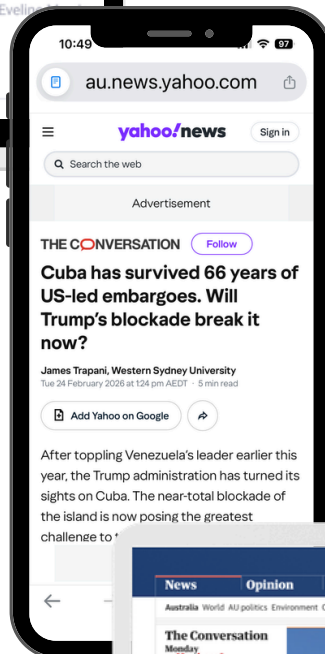 Eveline
10:49
97
au.news.yahoo.com
yahoo!news
Sign in
Search the web
Advertisement
THE CONVERSATION
Follow
Cuba has survived 66 years of
US-led embargoes. Will
Trump's blockade break it
now?
James Trapani, Western Sydney University
Tue 24 February 2026 at 1:24 pm AEDT · 5 min read
Add Yahoo on Google
After toppling Venezuela's leader earlier this
year, the Trump administration has turned its
sights on Cuba. The near-total blockade of
the island is now posing the greatest
challenge to
News
Opinion
Australia World AU politics Environment
The Conversation
Monday